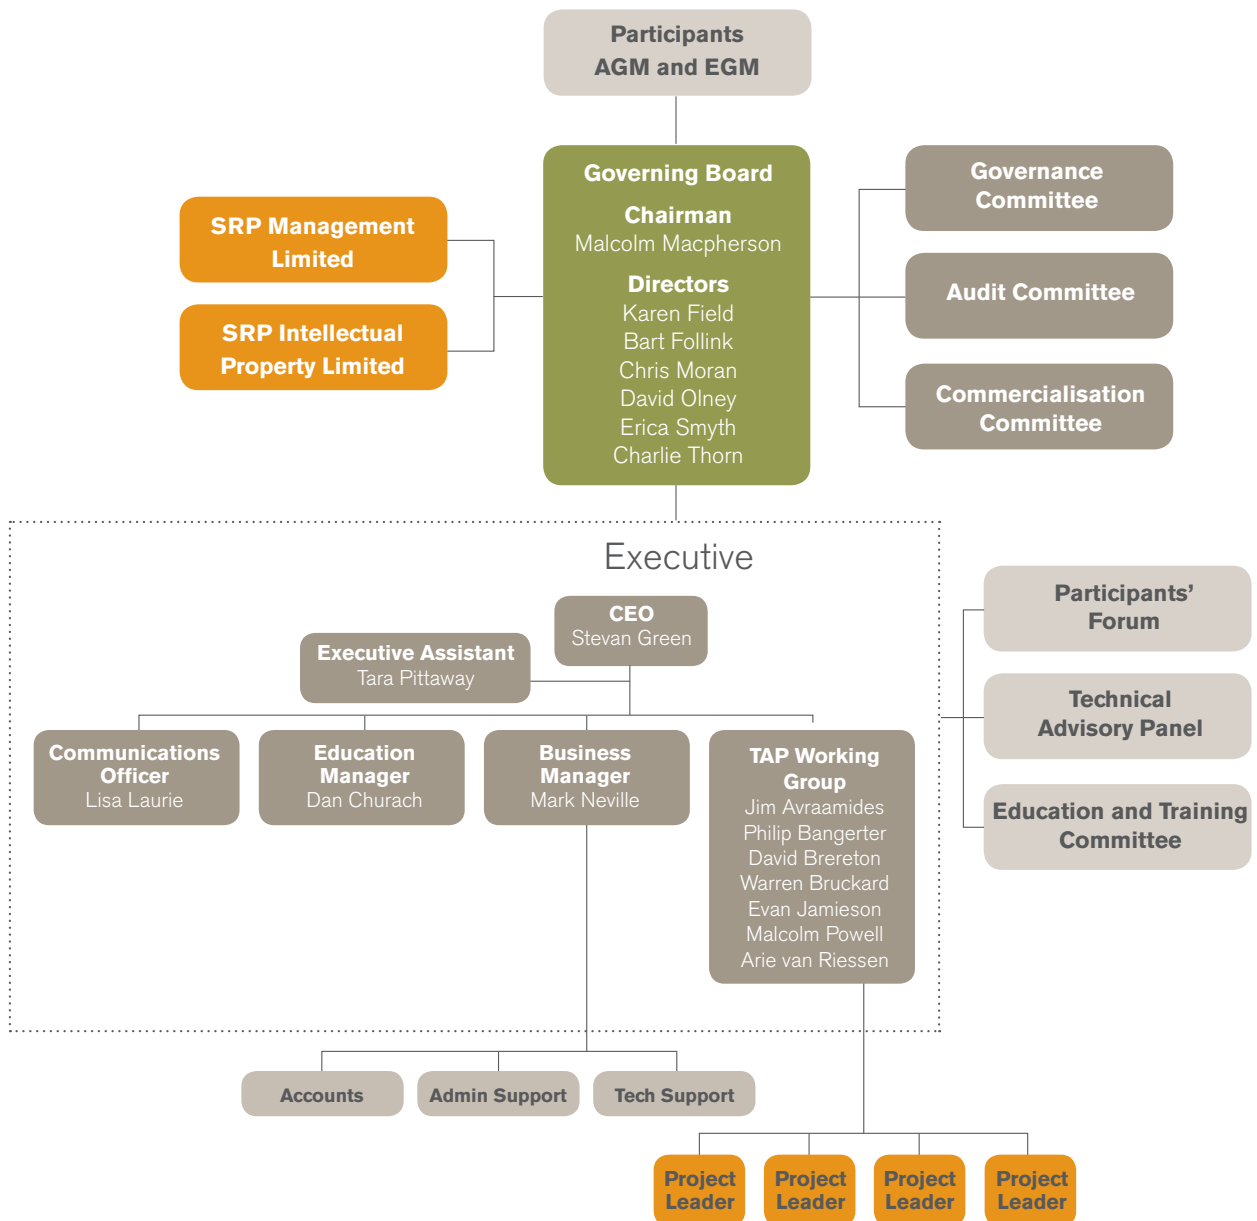 Participants
AGM and EGM
Governing Board
Chairman
Malcolm Macpherson
Directors
Karen Field
Bart Follink
Chris Moran
David Olney
Erica Smyth
Charlie Thorn
SRP Management
Limited
SRP Intellectual
Property Limited
Governance
Committee
Audit Committee
Commercialisation
Committee
Executive
CEO
Stevan Green
Executive Assistant
Tara Pittaway
Communications
Officer
Lisa Laurie
Education
Manager
Dan Churach
Business
Manager
Mark Neville
TAP Working
Group
Jim Avraamides
Philip Bangerter
David Brereton
Warren Bruckard
Evan Jamieson
Malcolm Powell
Arie van Riessen
Participants’
Forum
Technical
Advisory Panel
Education and Training
Committee
Accounts
Admin Support
Tech Support
Project
Leader
Project
Leader
Project
Leader
Project
Leader